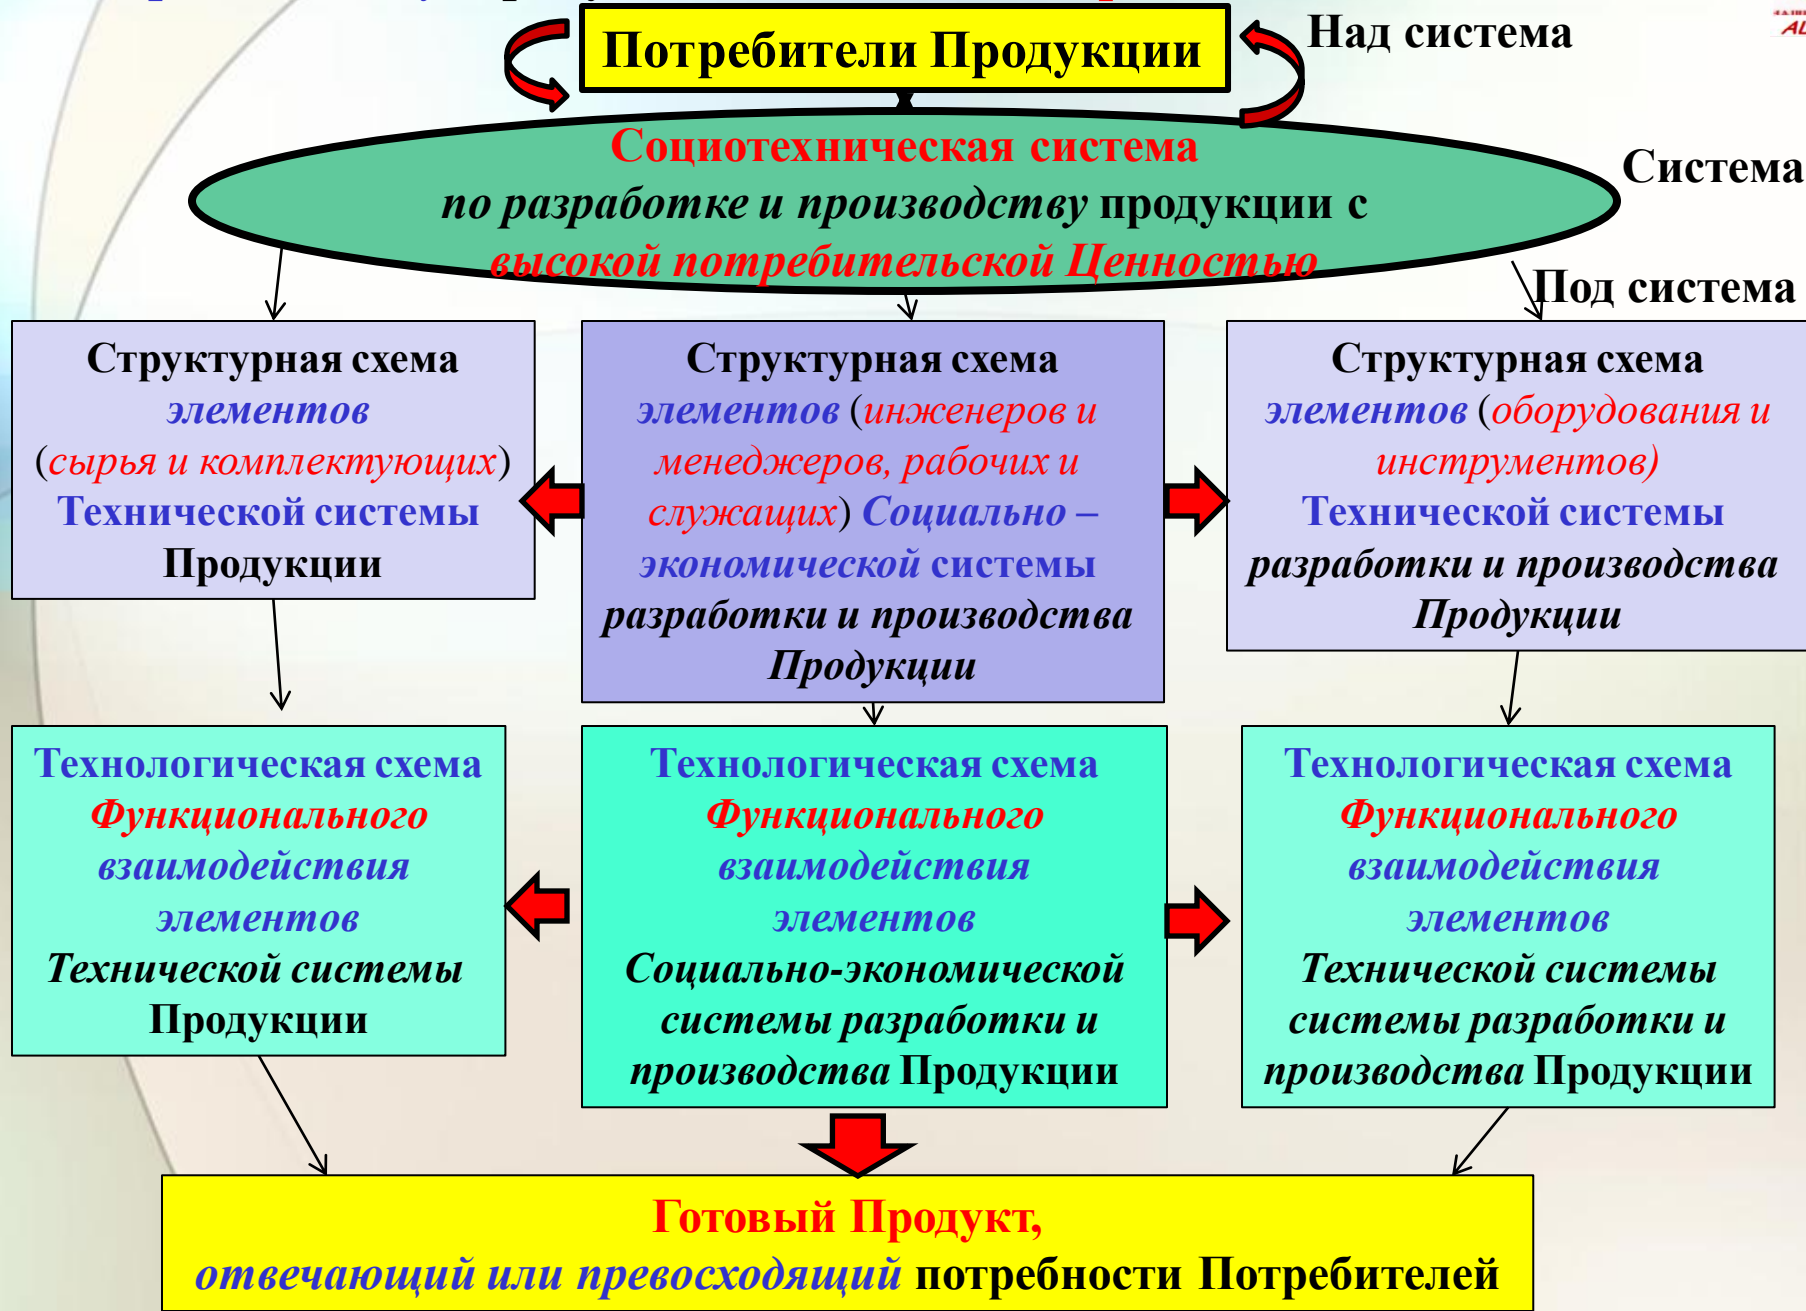 Потребители Продукции
Над система
Социотехническая система
по разработке и производству продукции с
высокой потребительской Ценностью
Система
Под система
Структурная схема
элементов
(сырья и комплектующих)
Технической системы
Продукции
Структурная схема
элементов (инженеров и
менеджеров, рабочих и
служащих) Социально –
экономической системы
разработки и производства
Продукции
Структурная схема
элементов (оборудования и
инструментов)
Технической системы
разработки и производства
Продукции
Технологическая схема
Функционального
взаимодействия
элементов
Технической системы
Продукции
Технологическая схема
Функционального
взаимодействия
элементов
Социально-экономической
системы разработки и
производства Продукции
Технологическая схема
Функционального
взаимодействия
элементов
Технической системы
системы разработки и
производства Продукции
Готовый Продукт,
отвечающий или превосходящий потребности Потребителей